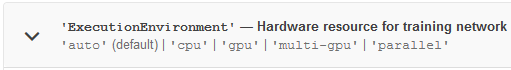 'ExecutionEnvironment' — Hardware resource for training network
'auto' (default) | 'cpu' | 'gpu' | 'multi-gpu' | 'parallel'